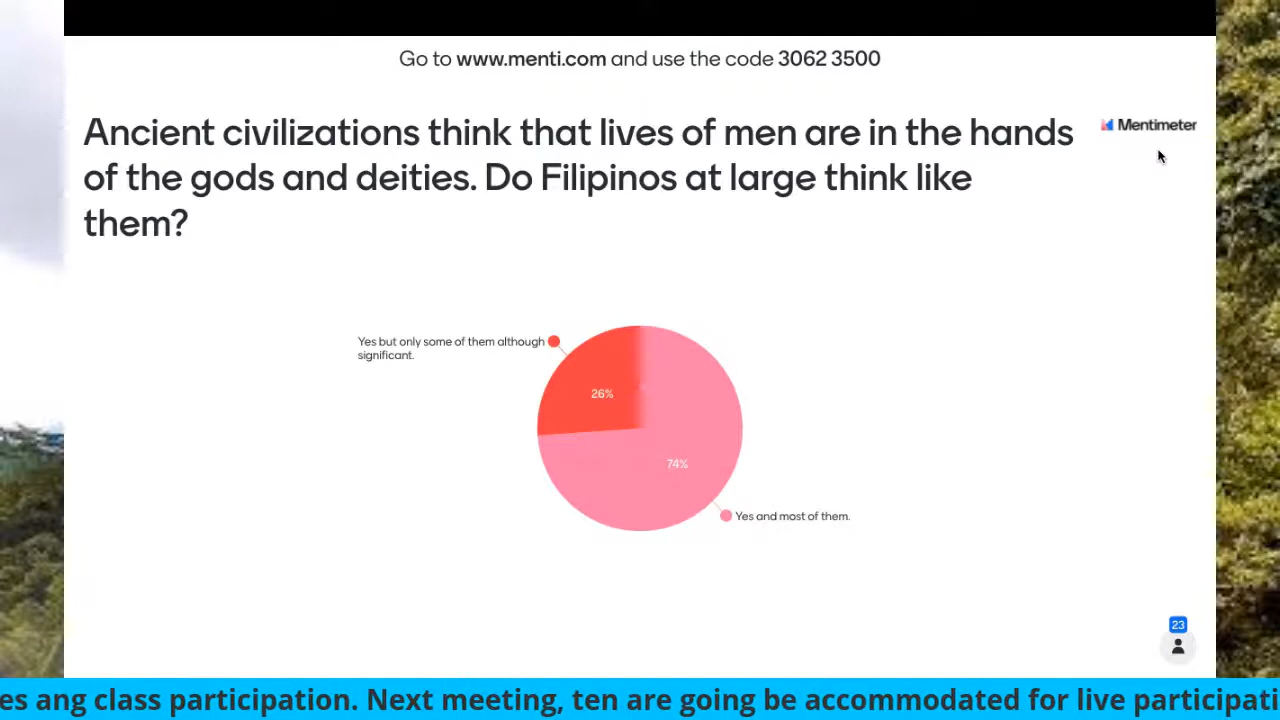 Go to www.menti.com and use the code 3062 3500
Ancient civilizations think that lives of men are in the hands
of the gods and deities. Do Filipinos at large think like
them?
Mentimeter
Yes but only some of them although
significant.
26%
74%
Yes and most of them.
23
es ang class participation. Next meeting, ten are going be accommodated for live participati